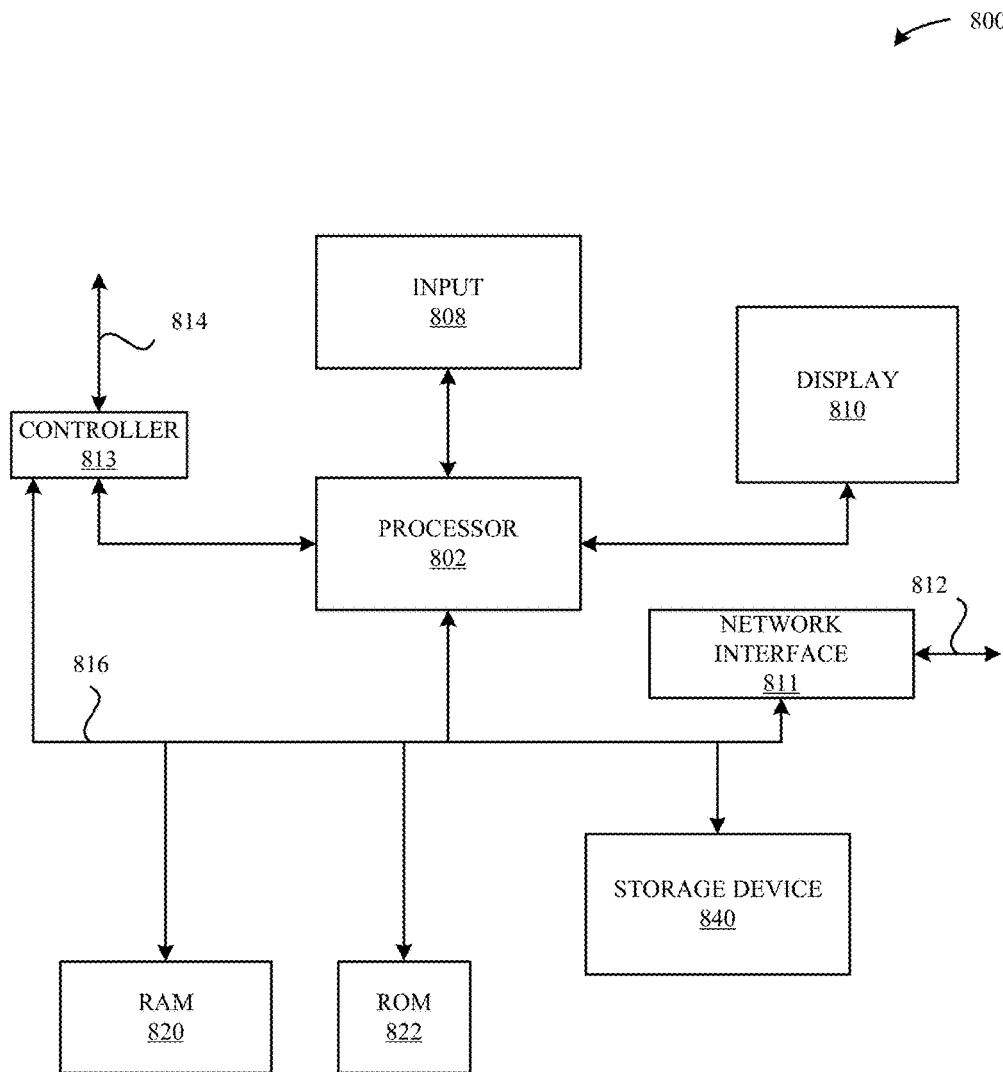 800
INPUT
808
814
DISPLAY
810
CONTROLLER
813
PROCESSOR
802
812
NETWORK
INTERFACE
811
816
STORAGE DEVICE
840
RAM
820
ROM
822